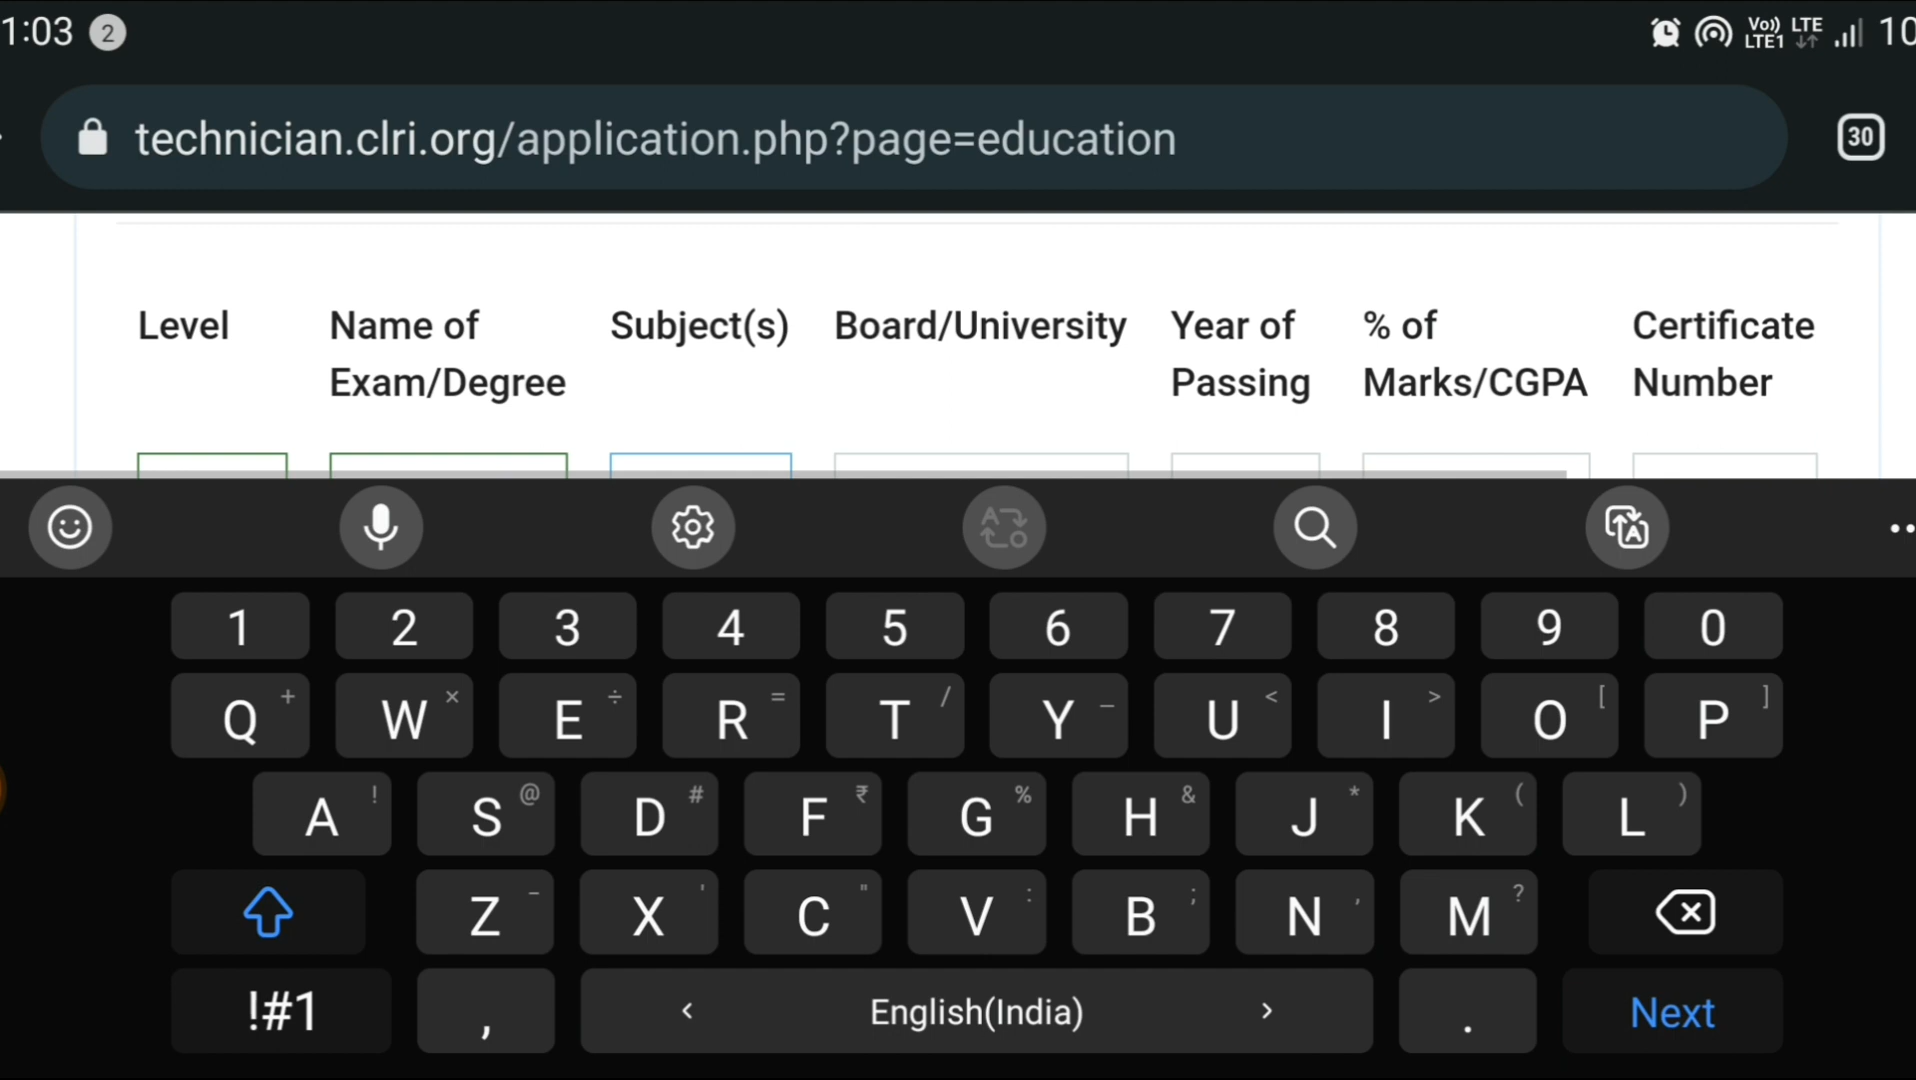 1:03 2 Vo)) LTE1 LTE 10
technician.clri.org/application.php?page=education 30
Level Name of Exam/Degree Subject(s) Board/University Year of Passing % of Marks/CGPA Certificate Number
1 2 3 4 5 6 7 8 9 0
Q + W × E ÷ R = T / Y _ U < I > O [ P ]
A ! S @ D # F ₹ G % H & J * K ( L )
Z - X ' C " V : B ; N , M ?
!#1 , < English(India) > . Next